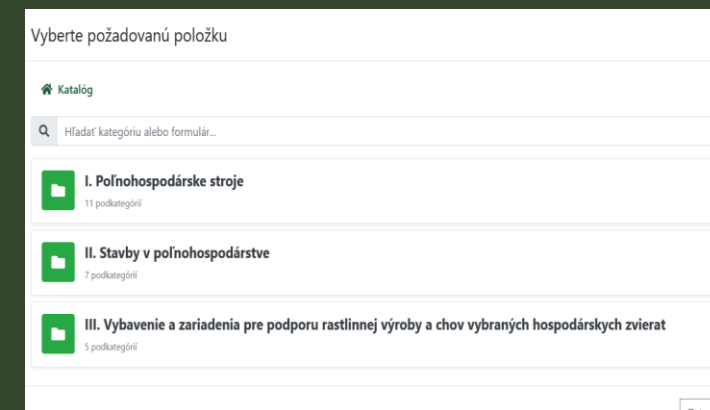 Vyberte požadovanú položku
Katalóg
Hľadať kategóriu alebo formulár...
I. Poľnohospodárske stroje
11 podkategórií
II. Stavby v poľnohospodárstve
7 podkategórií
III. Vybavenie a zariadenia pre podporu rastlinnej výroby a chov vybraných hospodárskych zvierat
5 podkategórií